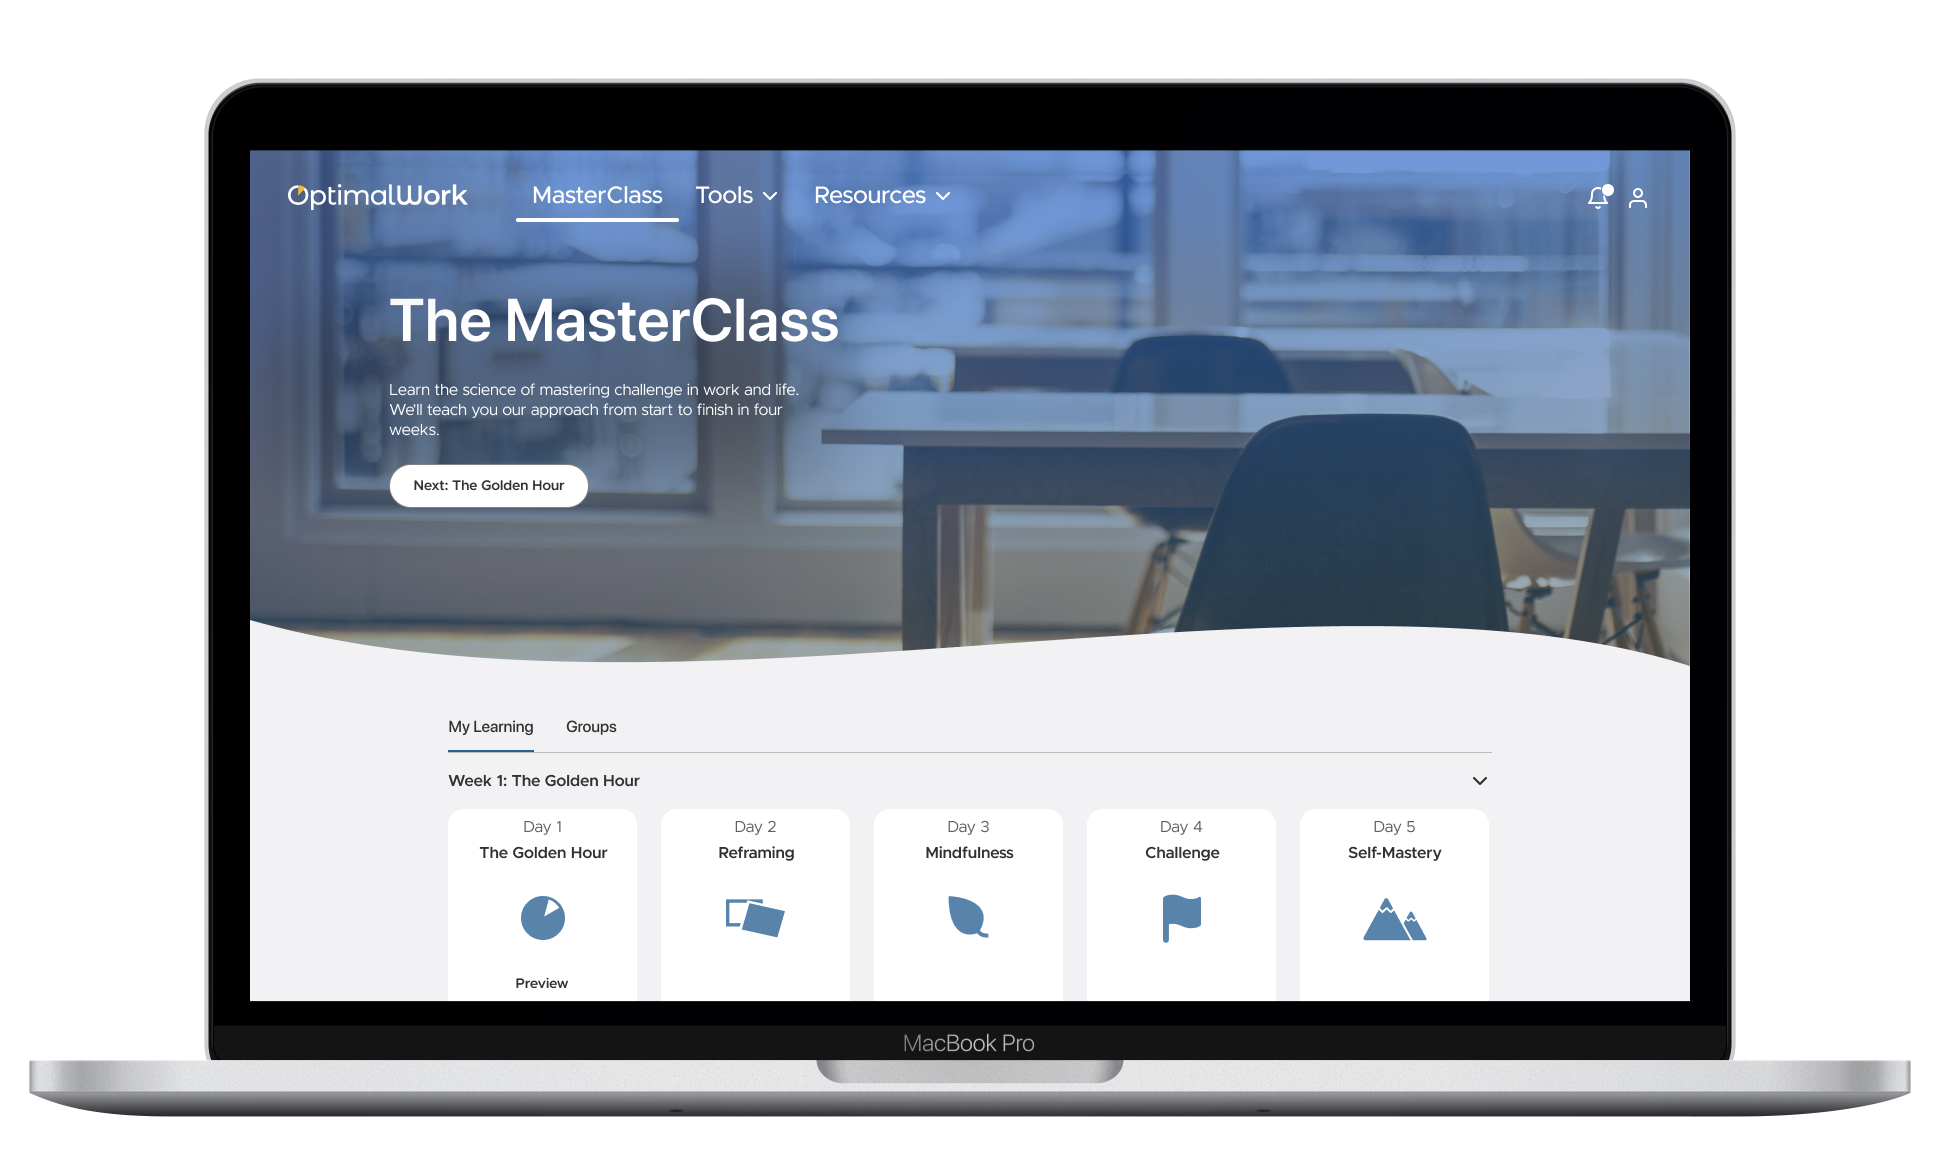 OptimalWork
MasterClass
Tools
Resources
The MasterClass
Learn the science of mastering challenge in work and life.
We'll teach you our approach from start to finish in four
weeks.
Next: The Golden Hour
My Learning
Groups
Week 1: The Golden Hour
Day 1
The Golden Hour
Preview
Day 2
Reframing
Day 3
Mindfulness
Day 4
Challenge
Day 5
Self-Mastery
MacBook Pro